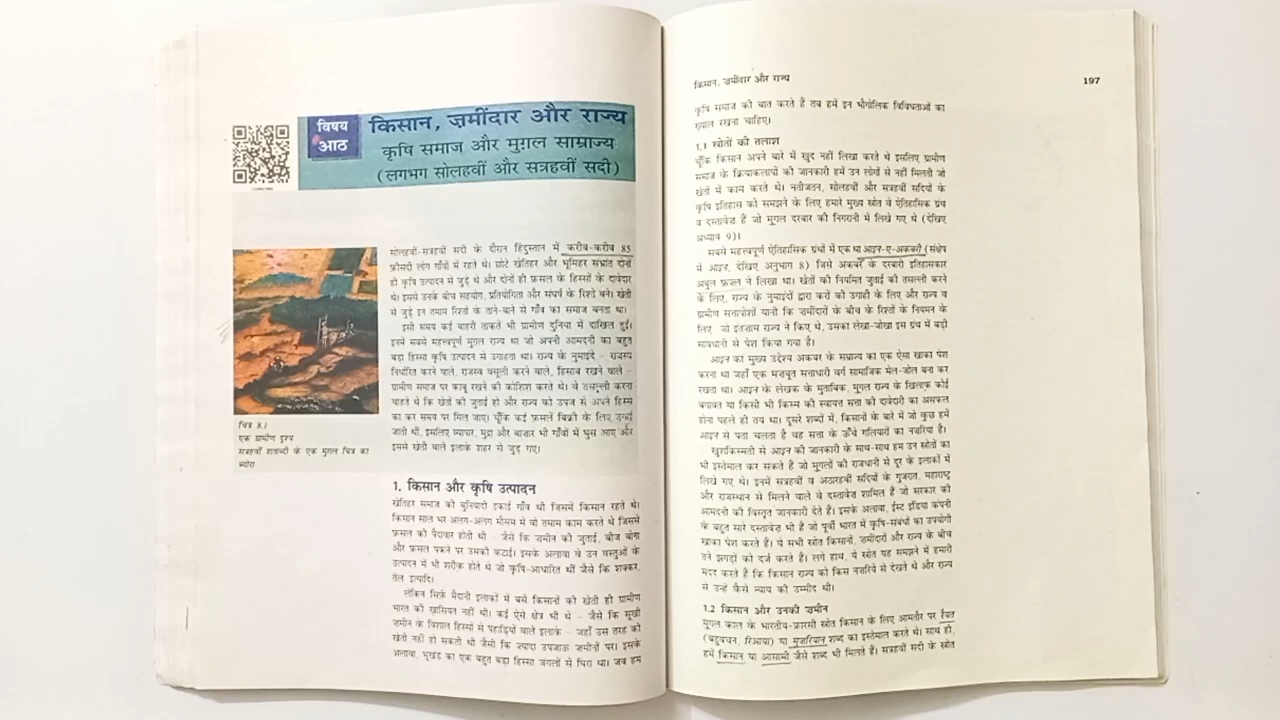 विषय
आठ
किसान, ज़मींदार और राज्य
कृषि समाज और मुग़ल साम्राज्य
(लगभग सोलहवीं और सत्रहवीं सदी)
सोलहवीं-सत्रहवीं सदी के दौरान हिंदुस्तान में करीब-करीब 85
फ़ीसदी लोग गाँवों में रहते थे। छोटे खेतिहर और भूमिहर संभ्रांत दोनों
ही कृषि उत्पादन से जुड़े थे और दोनों ही फ़सल के हिस्सों के दावेदार
थे। इससे उनके बीच सहयोग, प्रतियोगिता और संघर्ष के रिश्ते बने। खेती
से जुड़े इन तमाम रिश्तों के ताने-बाने से गाँव का समाज बनता था।
इसी समय कई बाहरी ताकतें भी ग्रामीण दुनिया में दाखिल हुईं।
इनमें सबसे महत्त्वपूर्ण मुग़ल राज्य था जो अपनी आमदनी का बहुत
बड़ा हिस्सा कृषि उत्पादन से उगाहता था। राज्य के नुमाइंदे – राजस्व
निर्धारित करने वाले, राजस्व वसूली करने वाले, हिसाब रखने वाले –
ग्रामीण समाज पर काबू रखने की कोशिश करते थे। वे तसल्ली करना
चाहते थे कि खेतों की जुताई हो और राज्य को उपज से अपने हिस्से
का कर समय पर मिल जाए। चूँकि कई फ़सलें बिक्री के लिए उगाई
जाती थीं, इसलिए व्यापार, मुद्रा और बाज़ार भी गाँवों में घुस आए और
इससे खेती वाले इलाके शहर से जुड़ गए।
चित्र 8.1
एक ग्रामीण दृश्य
सत्रहवीं शताब्दी के एक मुग़ल चित्र का
ब्योरा
1. किसान और कृषि उत्पादन
खेतिहर समाज की बुनियादी इकाई गाँव थी जिसमें किसान रहते थे।
किसान साल भर अलग-अलग मौसम में वो तमाम काम करते थे जिससे
फ़सल की पैदावार होती थी – जैसे कि ज़मीन की जुताई, बीज बोना
और फ़सल पकने पर उसकी कटाई। इसके अलावा वे उन वस्तुओं के
उत्पादन में भी शरीक होते थे जो कृषि-आधारित थीं जैसे कि शक्कर,
तेल इत्यादि।
लेकिन सिर्फ़ मैदानी इलाकों में बसे किसानों की खेती ही ग्रामीण
भारत की खासियत नहीं थी। कई ऐसे क्षेत्र भी थे – जैसे कि सूखी
ज़मीन के विशाल हिस्सों से पहाड़ियों वाले इलाके – जहाँ उस तरह की
खेती नहीं हो सकती थी जैसी कि ज़्यादा उपजाऊ ज़मीनों पर। इसके
अलावा, भूखंड का एक बहुत बड़ा हिस्सा जंगलों से घिरा था। जब हम
किसान, ज़मींदार और राज्य
197
कृषि समाज की बात करते हैं तब हमें इन भौगोलिक विविधताओं का
ख़्याल रखना चाहिए।
1.1 स्रोतों की तलाश
चूँकि किसान अपने बारे में खुद नहीं लिखा करते थे इसलिए ग्रामीण
समाज के क्रियाकलापों की जानकारी हमें उन लोगों से नहीं मिलती जो
खेतों में काम करते थे। नतीजतन, सोलहवीं और सत्रहवीं सदियों के
कृषि इतिहास को समझने के लिए हमारे मुख्य स्रोत वे ऐतिहासिक ग्रंथ
व दस्तावेज़ हैं जो मुग़ल दरबार की निगरानी में लिखे गए थे (देखिए
अध्याय 9)।
सबसे महत्त्वपूर्ण ऐतिहासिक ग्रंथों में एक था आइन-ए-अकबरी (संक्षेप
में आइन, देखिए अनुभाग 8) जिसे अकबर के दरबारी इतिहासकार
अबुल फ़ज़्ल ने लिखा था। खेतों की नियमित जुताई की तसल्ली करने
के लिए, राज्य के नुमाइंदों द्वारा करों की उगाही के लिए और राज्य व
ग्रामीण सत्तापोशों यानी कि ज़मींदारों के बीच के रिश्तों के नियमन के
लिए जो इंतज़ाम राज्य ने किए थे, उसका लेखा-जोखा इस ग्रंथ में बड़ी
सावधानी से पेश किया गया है।
आइन का मुख्य उद्देश्य अकबर के साम्राज्य का एक ऐसा खाका पेश
करना था जहाँ एक मज़बूत सत्ताधारी वर्ग सामाजिक मेल-जोल बना कर
रखता था। आइन के लेखक के मुताबिक, मुग़ल राज्य के खिलाफ़ कोई
बग़ावत या किसी भी किस्म की स्वायत्त सत्ता की दावेदारी का असफल
होना पहले ही तय था। दूसरे शब्दों में, किसानों के बारे में जो कुछ हमें
आइन से पता चलता है वह सत्ता के ऊँचे गलियारों का नज़रिया है।
खुशकिस्मती से आइन की जानकारी के साथ-साथ हम उन स्रोतों का
भी इस्तेमाल कर सकते हैं जो मुग़लों की राजधानी से दूर के इलाकों में
लिखे गए थे। इनमें सत्रहवीं व अठारहवीं सदियों के गुजरात, महाराष्ट्र
और राजस्थान से मिलने वाले वे दस्तावेज़ शामिल हैं जो सरकार की
आमदनी की विस्तृत जानकारी देते हैं। इसके अलावा, ईस्ट इंडिया कंपनी
के बहुत सारे दस्तावेज़ भी हैं जो पूर्वी भारत में कृषि-संबंधों का उपयोगी
खाका पेश करते हैं। ये सभी स्रोत किसानों, ज़मींदारों और राज्य के बीच
तने झगड़ों को दर्ज करते हैं। लगे हाथ, ये स्रोत यह समझने में हमारी
मदद करते हैं कि किसान राज्य को किस नज़रिये से देखते थे और राज्य
से उन्हें कैसे न्याय की उम्मीद थी।
1.2 किसान और उनकी ज़मीन
मुग़ल काल के भारतीय-फ़ारसी स्रोत किसान के लिए आमतौर पर रैयत
(बहुवचन, रिआया) या मुज़रियान शब्द का इस्तेमाल करते थे। साथ ही,
हमें किसान या आसामी जैसे शब्द भी मिलते हैं। सत्रहवीं सदी के स्रोत